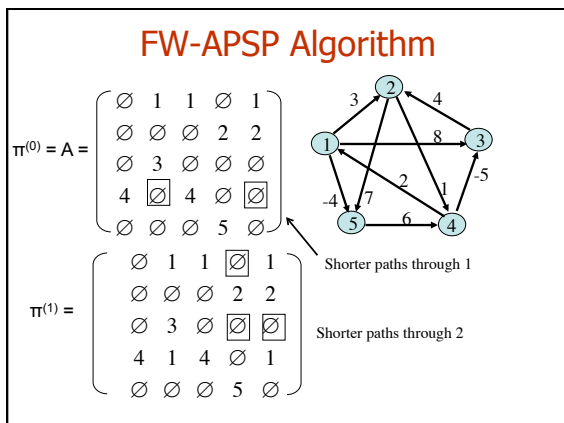 FW-APSP Algorithm
π(0) = A =
∅ 1 1 ∅ 1
∅ ∅ ∅ 2 2
∅ 3 ∅ ∅ ∅
4 ∅ 4 ∅ ∅
∅ ∅ ∅ 5 ∅
2
3 4
1 8 3
2 -5
-4 7 1
5 6 4
Shorter paths through 1
π(1) =
∅ 1 1 ∅ 1
∅ ∅ ∅ 2 2
∅ 3 ∅ ∅ ∅
4 1 4 ∅ 1
∅ ∅ ∅ 5 ∅
Shorter paths through 2